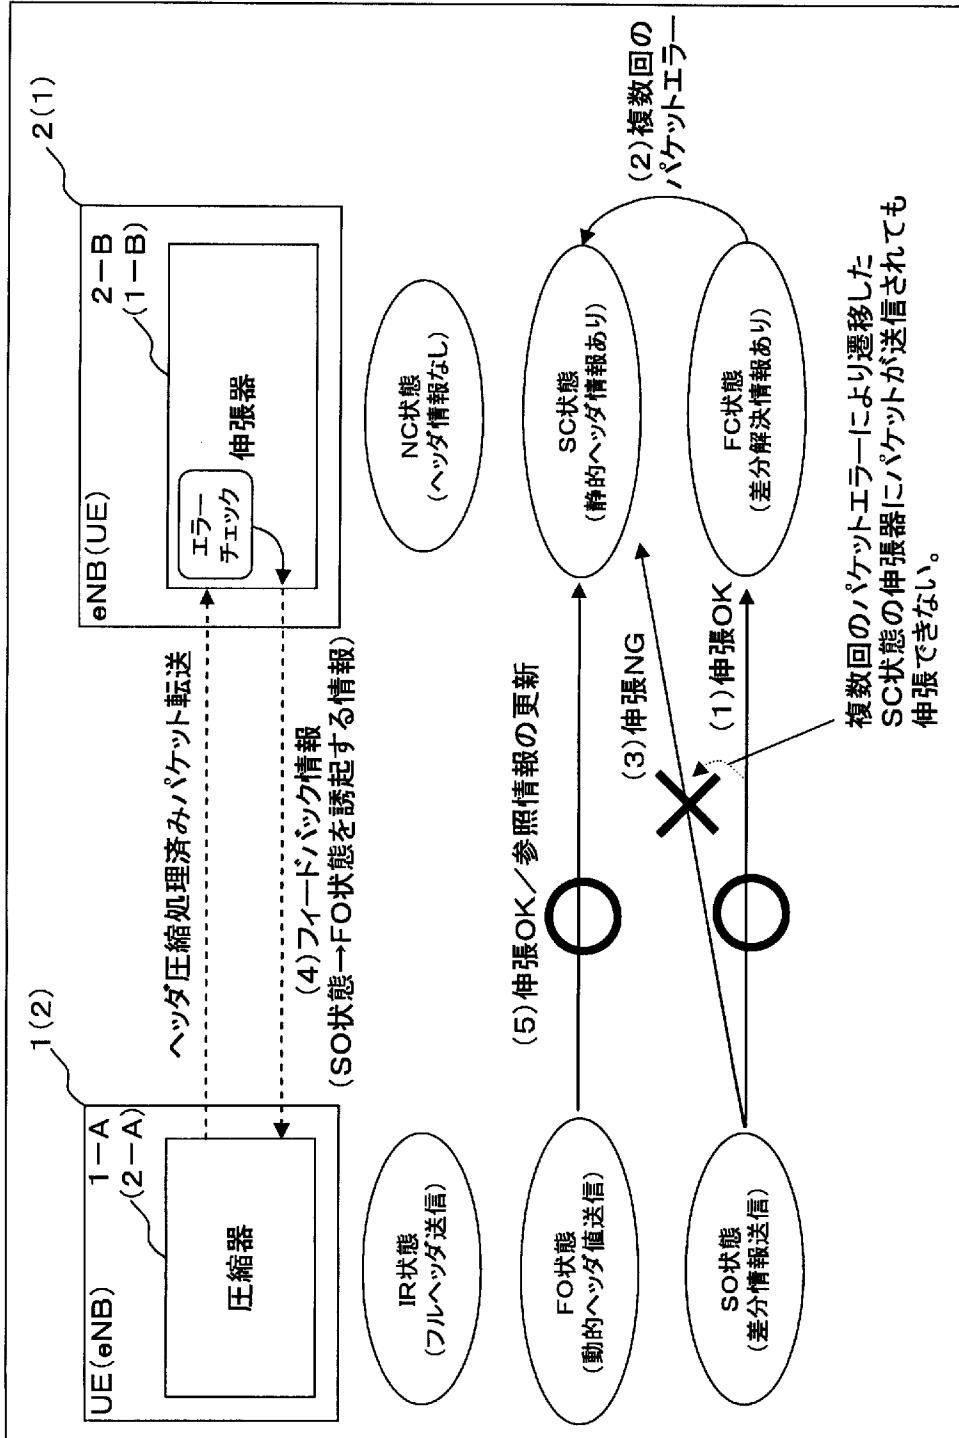 1(2)
UE(eNB)
1-A
(2-A)
圧縮器
ヘッダ圧縮処理済みパケット転送
(4)フィードバック情報
(SO状態→FO状態を誘起する情報)
2(1)
eNB(UE)
2-B
(1-B)
エラー
チェック
伸張器
IR状態
(フルヘッダ送信)
NC状態
(ヘッダ情報なし)
FO状態
(動的ヘッダ値送信)
(5)伸張OK/参照情報の更新
SC状態
(静的ヘッダ情報あり)
(2)複数回の
パケットエラー
(3)伸張NG
SO状態
(差分情報送信)
(1)伸張OK
FC状態
(差分解決情報あり)
複数回のパケットエラーにより遷移した
SC状態の伸張器にパケットが送信されても
伸張できない。